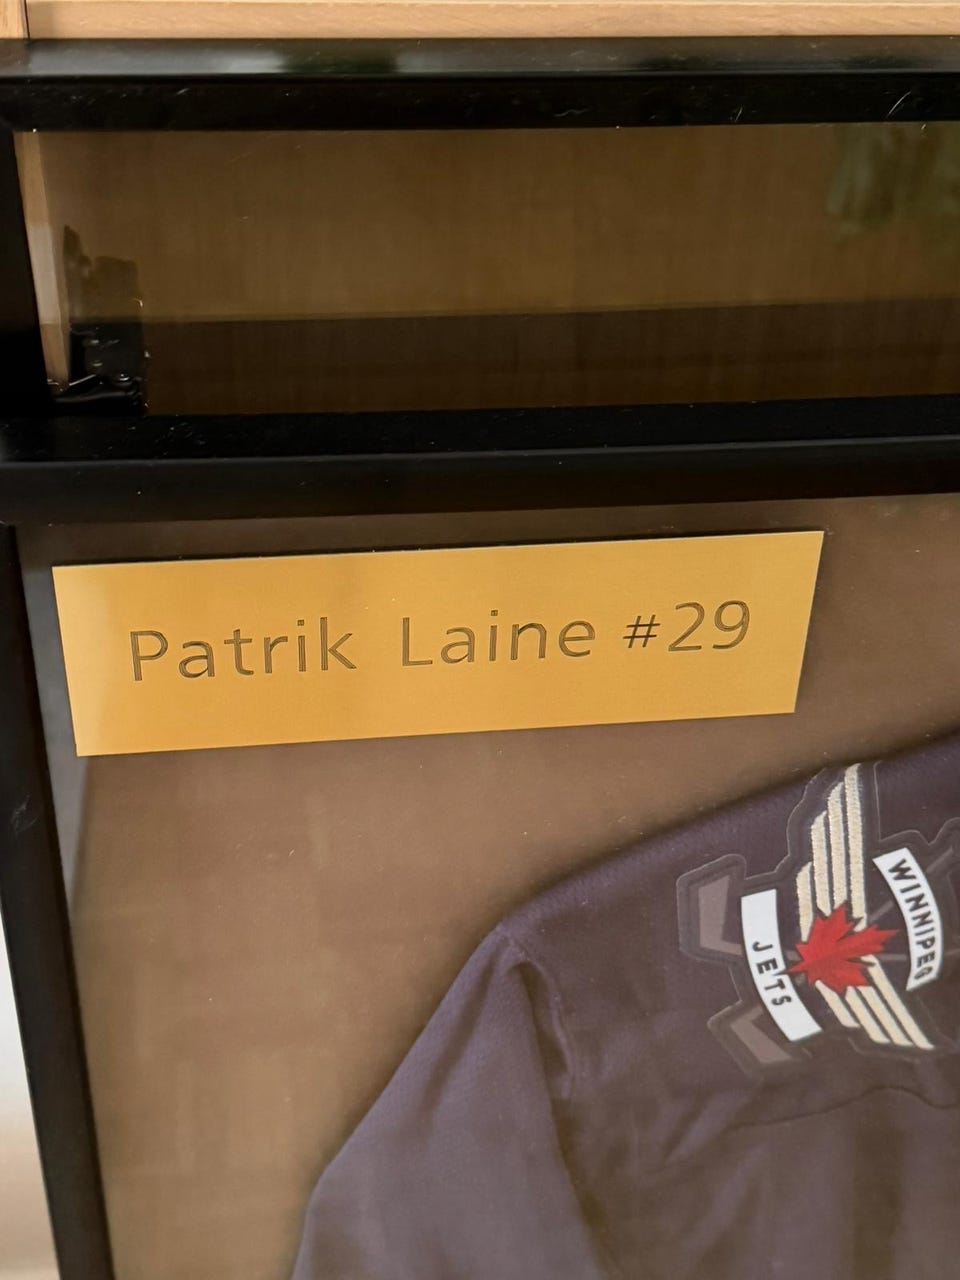 Patrik Laine #29
WINNIPEG
JETS